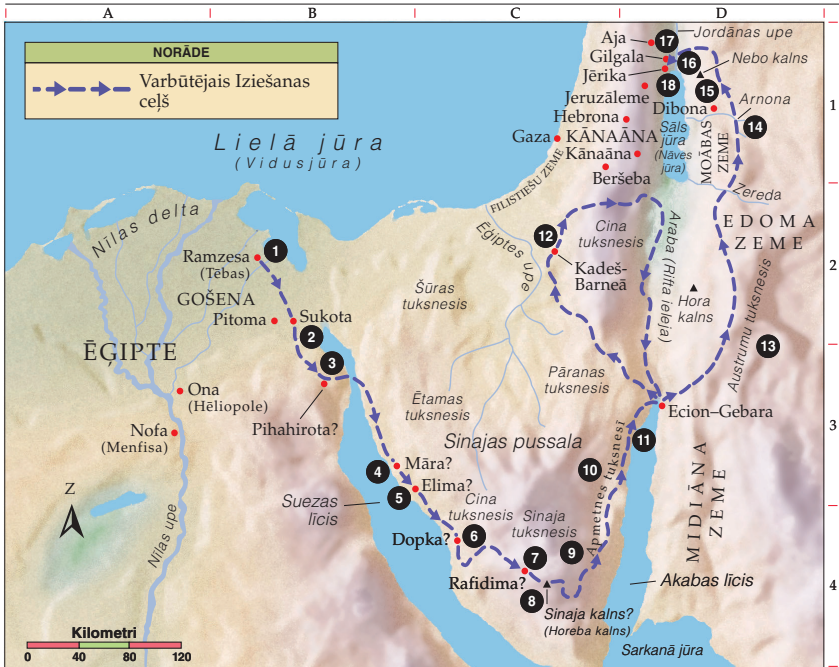 A
B
C
D
NORĀDE
Varbūtējais Iziešanas
ceļš
Lielā jūra
(Vidusjūra)
Aja
17
Jordānas upe
Gilgala
16
Nebo kalns
Jērika
18
15
Jeruzāleme
Dibona
Arnona
14
1
Hebrona
Gaza
KĀNAĀNA
Kānaāna
Sāls
jūra
(Nāves
jūra)
MOĀBAS
ZEME
Beršeba
FILISTIEŠU ZEME
Zereda
Nīlas delta
Ramzesa
(Tēbas)
1
Ēģiptes upe
12
Cina
tuksnesis
Kadeš-
Barneā
Araba (Rifta ieleja)
EDOMA
ZEME
2
GOŠENA
Šūras
tuksnesis
Hora
kalns
Pitoma
Sukota
2
Austrumu tuksnesis
13
ĒĢIPTE
3
Pihahirota?
Ona
(Hēliopole)
Nofa
(Menfisa)
Ētamas
tuksnesis
Pāranas
tuksnesis
Ecion–Gebara
3
Sinajas pussala
11
Māra?
4
10
Elima?
5
Suezas
līcis
Cina
tuksnesis
Sinaja
tuksnesis
Apmetnes tuksnesī
MIDIĀNA
ZEME
Z
Nīlas upe
Dopka?
6
7
9
Rafidima?
8
Sinaja kalns?
(Horeba kalns)
Akabas līcis
4
Sarkanā jūra
Kilometri
0
40
80
120